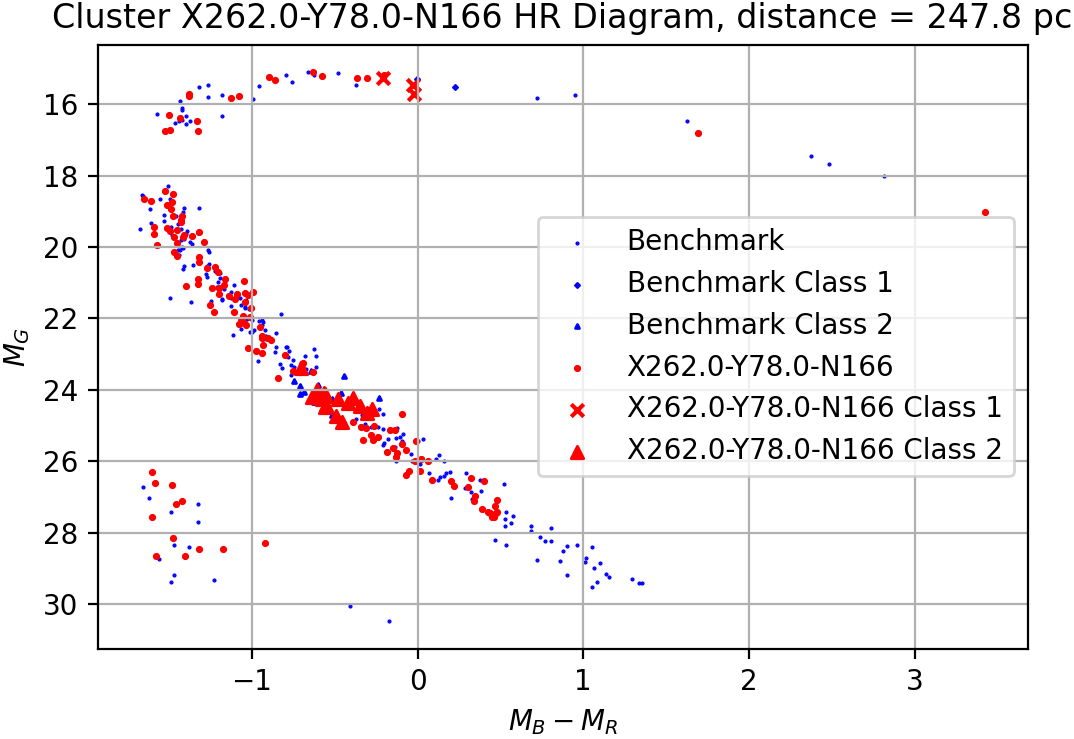 Cluster X262.0-Y78.0-N166 HR Diagram, distance = 247.8 pc
16
18
20
22
24
26
28
30
M_G
Benchmark
Benchmark Class 1
Benchmark Class 2
X262.0-Y78.0-N166
X262.0-Y78.0-N166 Class 1
X262.0-Y78.0-N166 Class 2
−1 0 1 2 3
M_B − M_R